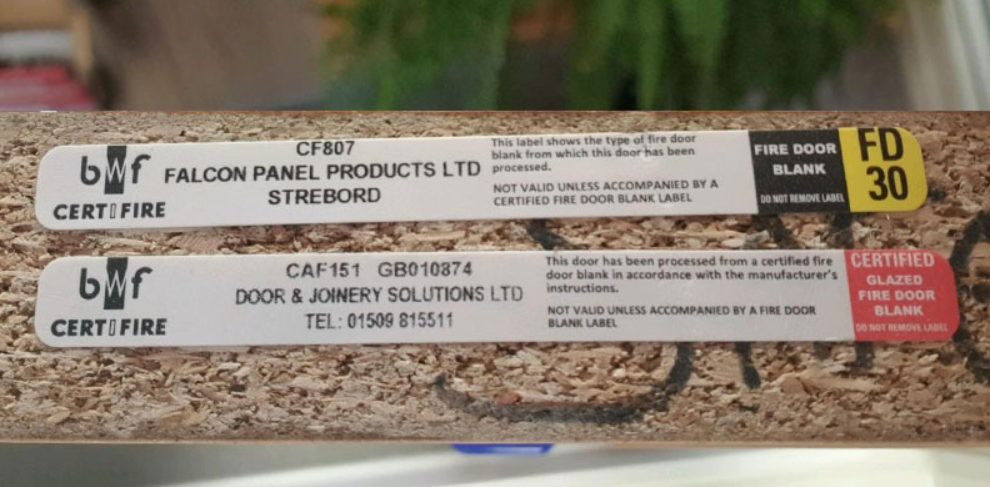 bwf
CERTIFIRE
CF807
FALCON PANEL PRODUCTS LTD
STREBORD
This label shows the type of fire door
blank from which this door has been
processed.
NOT VALID UNLESS ACCOMPANIED BY A
CERTIFIED FIRE DOOR BLANK LABEL
FIRE DOOR
BLANK
DO NOT REMOVE LABEL
FD
30
bwf
CERTIFIRE
CAF151 GB010874
DOOR & JOINERY SOLUTIONS LTD
TEL: 01509 815511
This door has been processed from a certified fire
door blank in accordance with the manufacturer's
instructions.
NOT VALID UNLESS ACCOMPANIED BY A FIRE DOOR
BLANK LABEL
CERTIFIED
GLAZED
FIRE DOOR
BLANK
DO NOT REMOVE LABEL